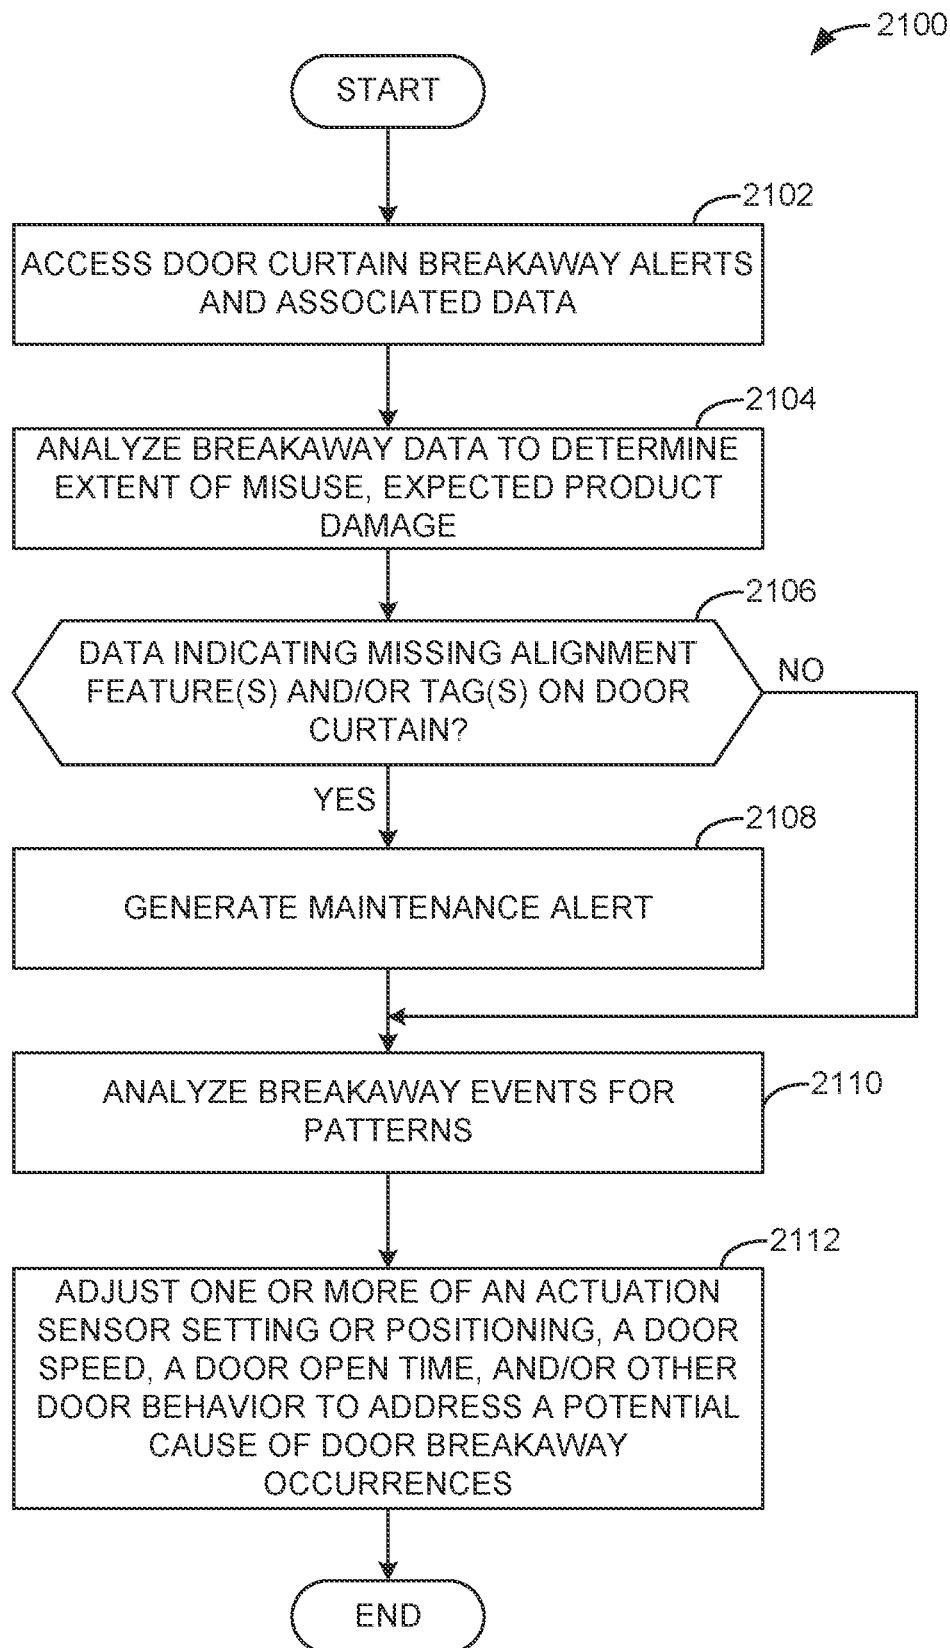 2100
START
2102
ACCESS DOOR CURTAIN BREAKAWAY ALERTS
AND ASSOCIATED DATA
2104
ANALYZE BREAKAWAY DATA TO DETERMINE
EXTENT OF MISUSE, EXPECTED PRODUCT
DAMAGE
2106
DATA INDICATING MISSING ALIGNMENT
FEATURE(S) AND/OR TAG(S) ON DOOR
CURTAIN?
NO
YES
2108
GENERATE MAINTENANCE ALERT
2110
ANALYZE BREAKAWAY EVENTS FOR
PATTERNS
2112
ADJUST ONE OR MORE OF AN ACTUATION
SENSOR SETTING OR POSITIONING, A DOOR
SPEED, A DOOR OPEN TIME, AND/OR OTHER
DOOR BEHAVIOR TO ADDRESS A POTENTIAL
CAUSE OF DOOR BREAKAWAY
OCCURRENCES
END